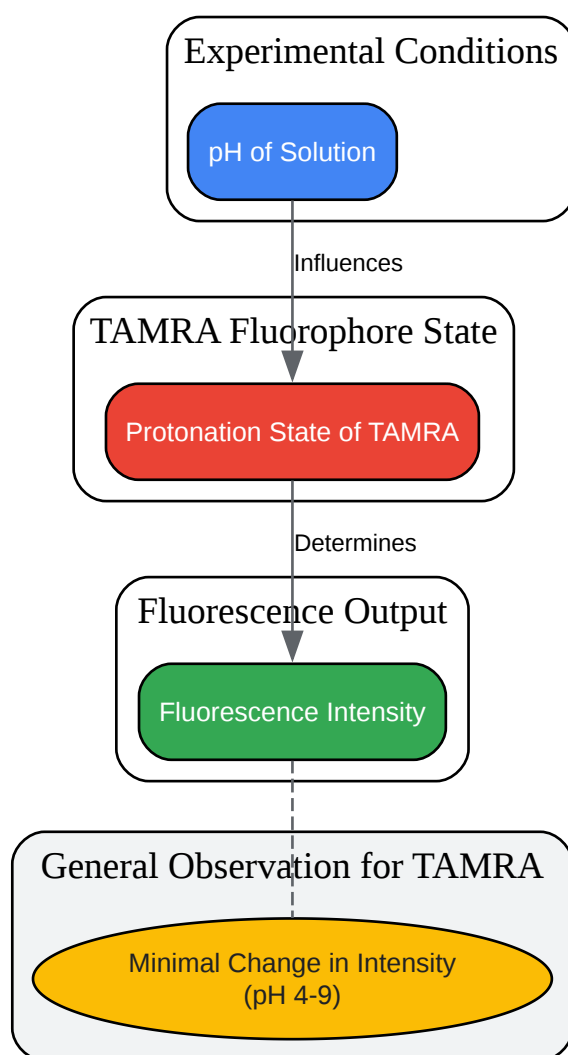 Experimental Conditions
pH of Solution
Influences
TAMRA Fluorophore State
Protonation State of TAMRA
Determines
Fluorescence Output
Fluorescence Intensity
General Observation for TAMRA
Minimal Change in Intensity
(pH 4-9)